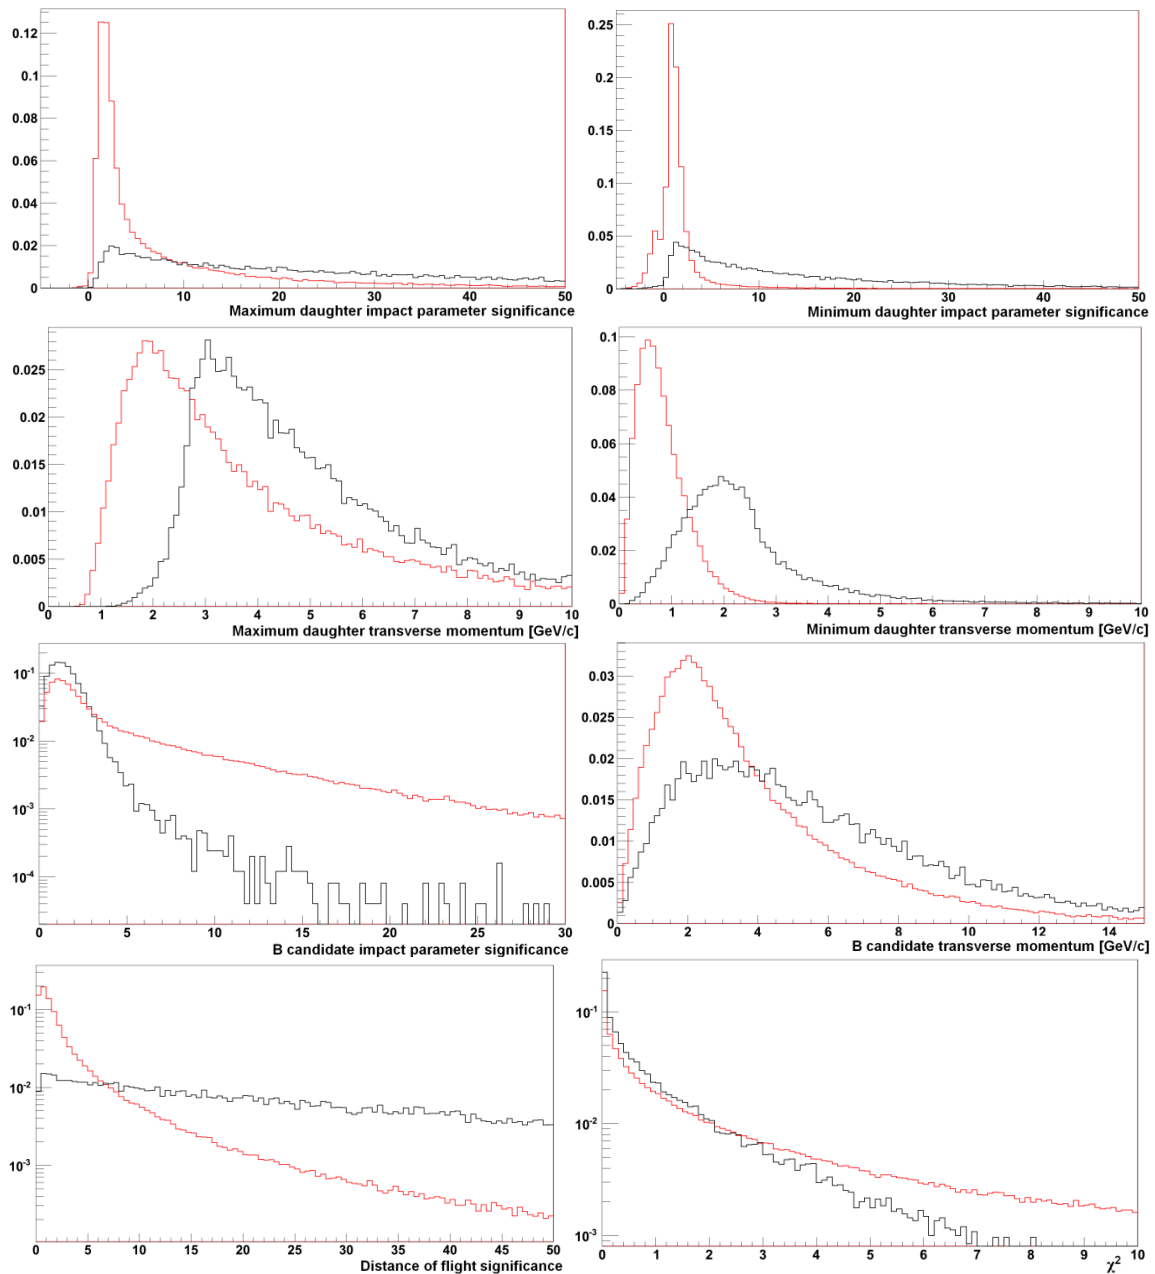 0.12
0.1
0.08
0.06
0.04
0.02
0
0 10 20 30 40 50
Maximum daughter impact parameter significance
0.25
0.2
0.15
0.1
0.05
0
0 10 20 30 40 50
Minimum daughter impact parameter significance
0.025
0.02
0.015
0.01
0.005
0
0 1 2 3 4 5 6 7 8 9 10
Maximum daughter transverse momentum [GeV/c]
0.1
0.08
0.06
0.04
0.02
0
0 1 2 3 4 5 6 7 8 9 10
Minimum daughter transverse momentum [GeV/c]
10⁻¹
10⁻²
10⁻³
10⁻⁴
0 5 10 15 20 25 30
B candidate impact parameter significance
0.03
0.025
0.02
0.015
0.01
0.005
0
0 2 4 6 8 10 12 14
B candidate transverse momentum [GeV/c]
10⁻¹
10⁻²
10⁻³
0 5 10 15 20 25 30 35 40 45 50
Distance of flight significance
10⁻¹
10⁻²
10⁻³
0 1 2 3 4 5 6 7 8 9 10
χ²